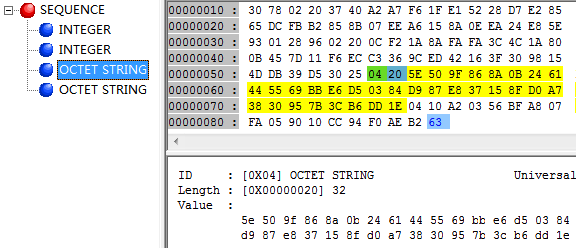 SEQUENCE
INTEGER
INTEGER
OCTET STRING
OCTET STRING
00000010 : 30 78 02 20 37 40 A2 A7 F6 1F E1 52 28 D7 E2 85
00000020 : 65 DC FB B2 85 8B 07 EE A6 15 8A 0E EA 24 E8 5E
00000030 : 93 01 28 96 02 20 0C F2 1A 8A FA FA 3C 4C 1A 80
00000040 : 0B 45 7D 11 F6 EC C3 36 9C ED 42 16 3F 30 98 15
00000050 : 4D DB 39 D5 30 25 04 20 5E 50 9F 86 8A 0B 24 61
00000060 : 44 55 69 BB E6 D5 03 84 D9 87 E8 37 15 8F D0 A7
00000070 : 38 30 95 7B 3C B6 DD 1E 04 10 A2 03 56 BF A8 07
00000080 : FA 05 90 10 CC 94 F0 AE B2 63
ID : [0X04] OCTET STRING Universal
Length : [0X00000020] 32
Value :
5e 50 9f 86 8a 0b 24 61 44 55 69 bb e6 d5 03 84
d9 87 e8 37 15 8f d0 a7 38 30 95 7b 3c b6 dd 1e